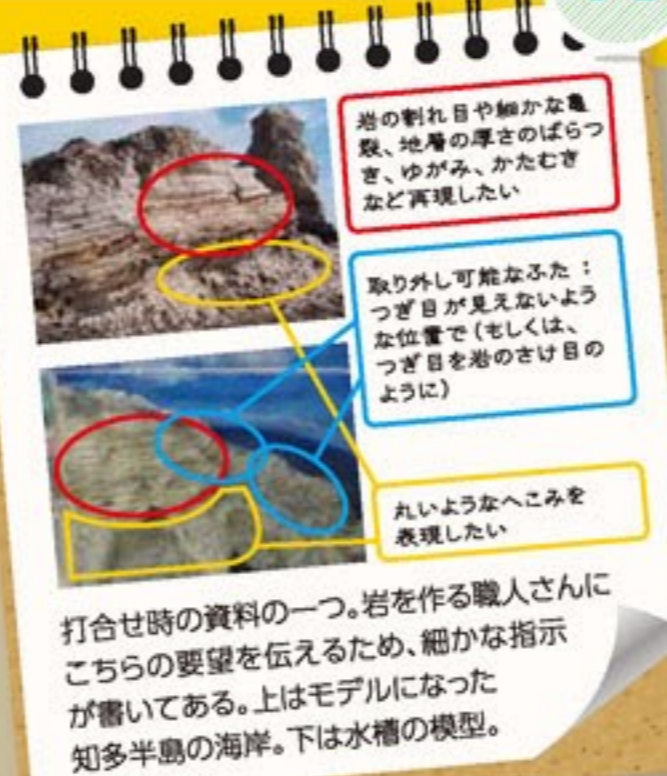 岩の割れ目や細かな亀
裂、地層の厚さのばらつ
き、ゆがみ、かたむき
など再現したい
取り外し可能なふた：
つぎ目が見えないよう
な位置で(もしくは、
つぎ目を岩のさけ目の
ように)
丸いようなへこみを
表現したい
打合せ時の資料の一つ。岩を作る職人さんに
こちらの要望を伝えるため、細かな指示
が書いてある。上はモデルになった
知多半島の海岸。下は水槽の模型。